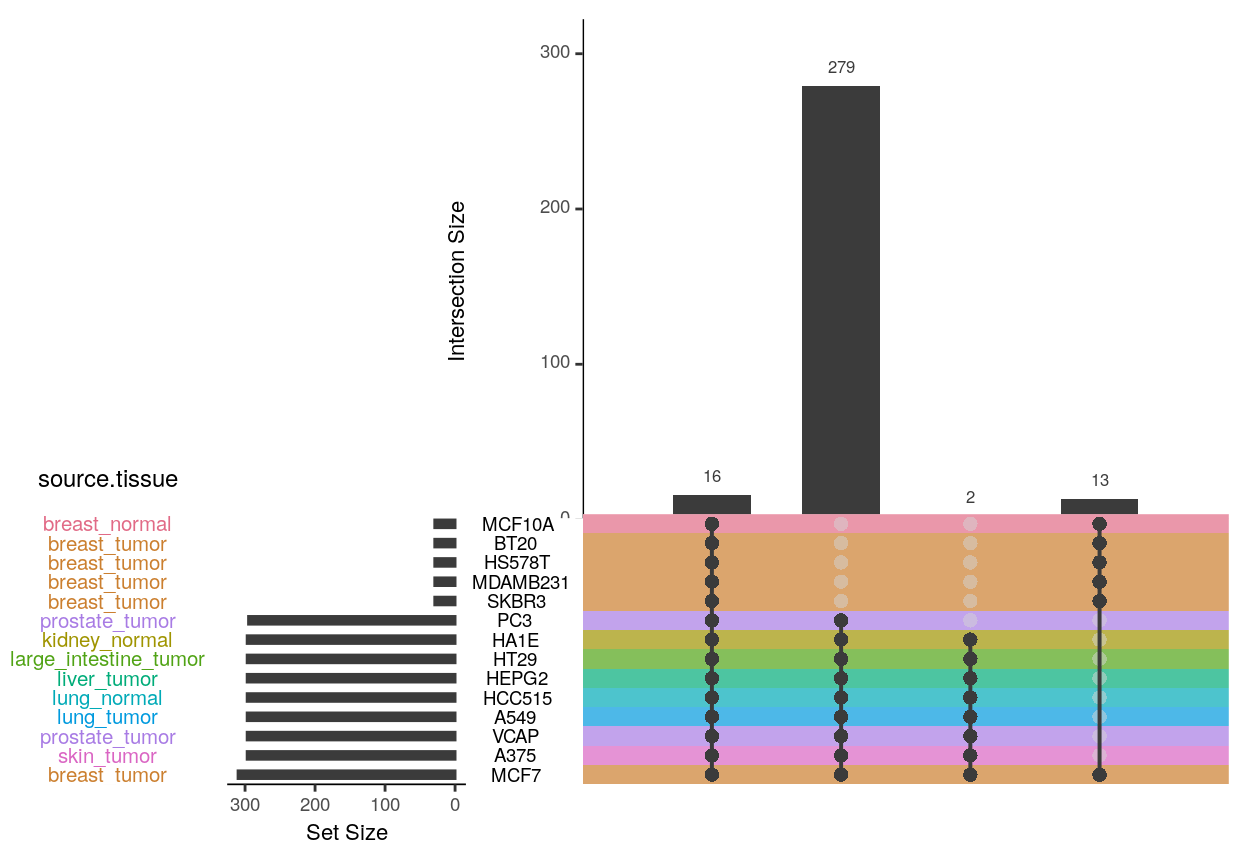 300
279
200
Intersection Size
100
source.tissue
16
2
13
0
breast_normal MCF10A
breast_tumor BT20
breast_tumor HS578T
breast_tumor MDAMB231
breast_tumor SKBR3
prostate_tumor PC3
kidney_normal HA1E
large_intestine_tumor HT29
liver_tumor HEPG2
lung_normal HCC515
lung_tumor A549
prostate_tumor VCAP
skin_tumor A375
breast_tumor MCF7
300 200 100 0
Set Size